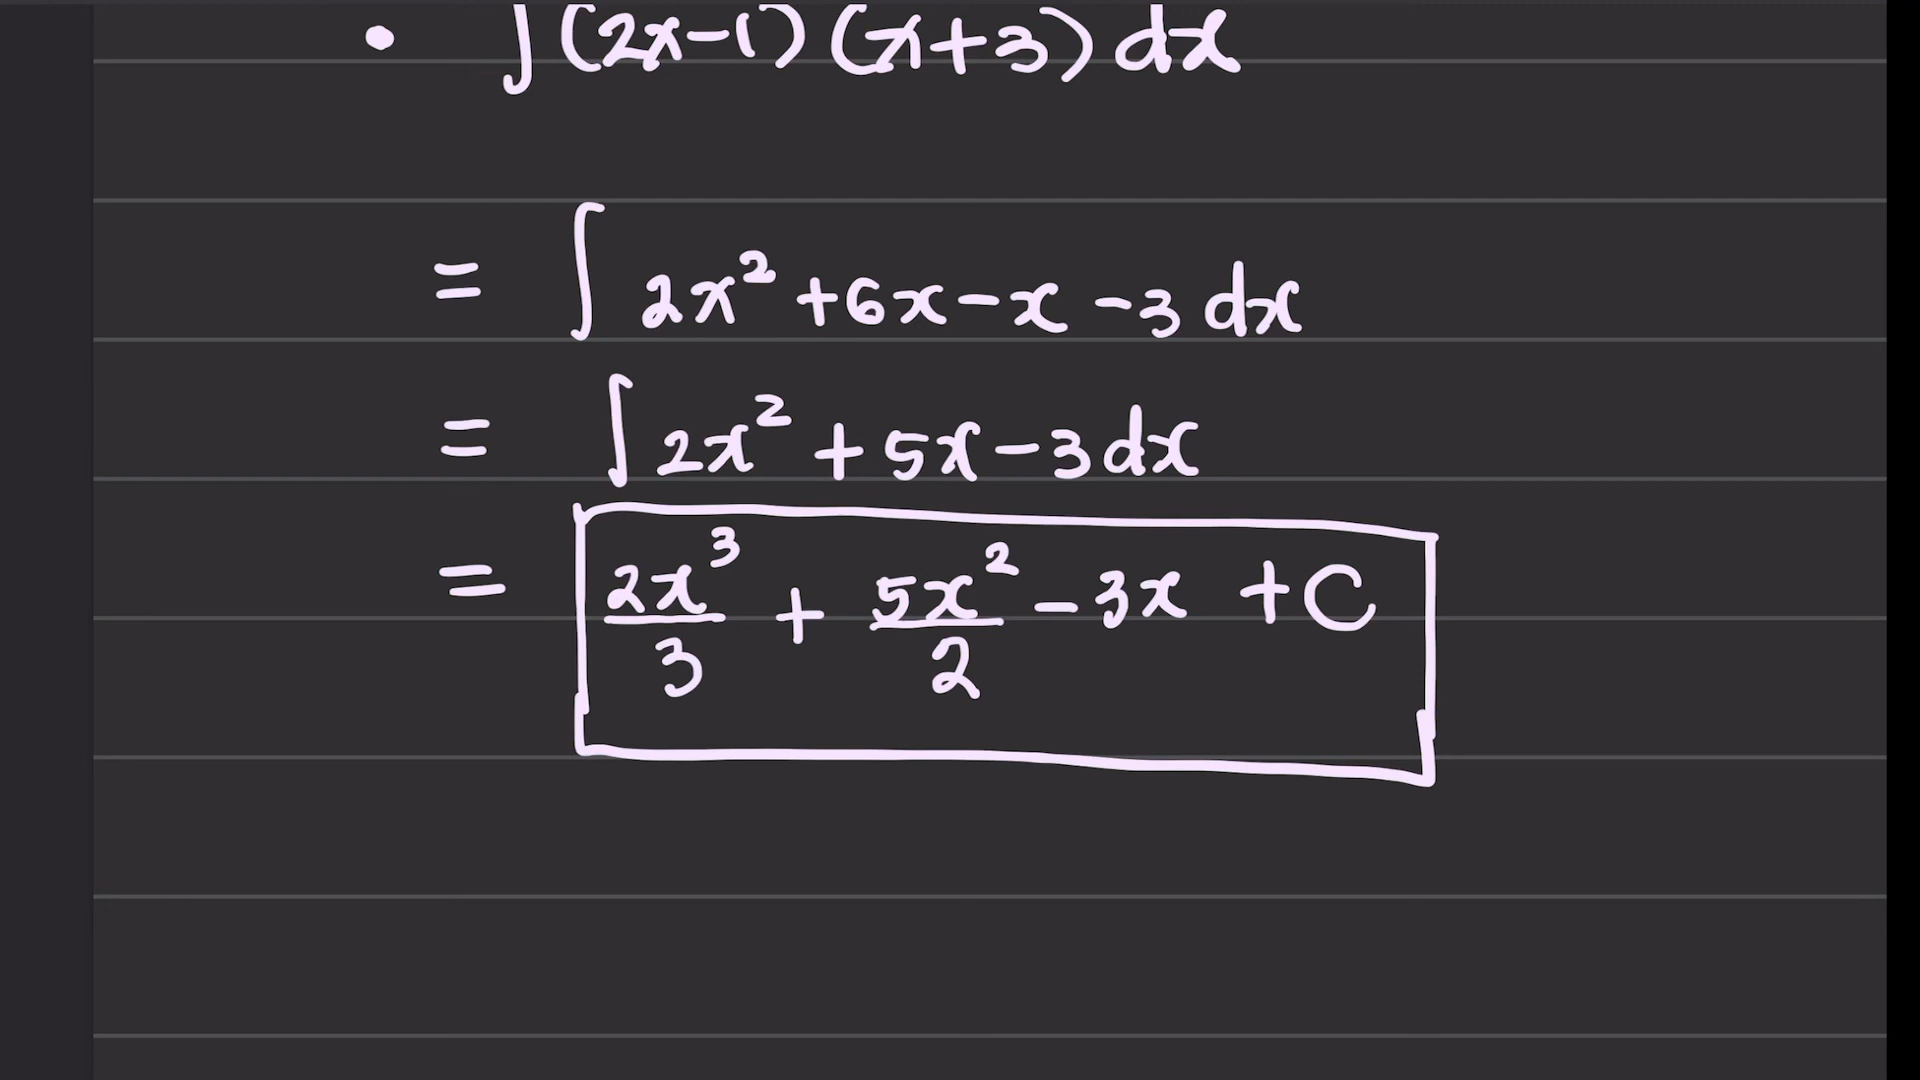 • ∫(2x-1)(x+3)dx
= ∫ 2x² +6x-x -3 dx
= ∫ 2x² + 5x-3 dx
= 2x³/3 + 5x²/2 - 3x + C